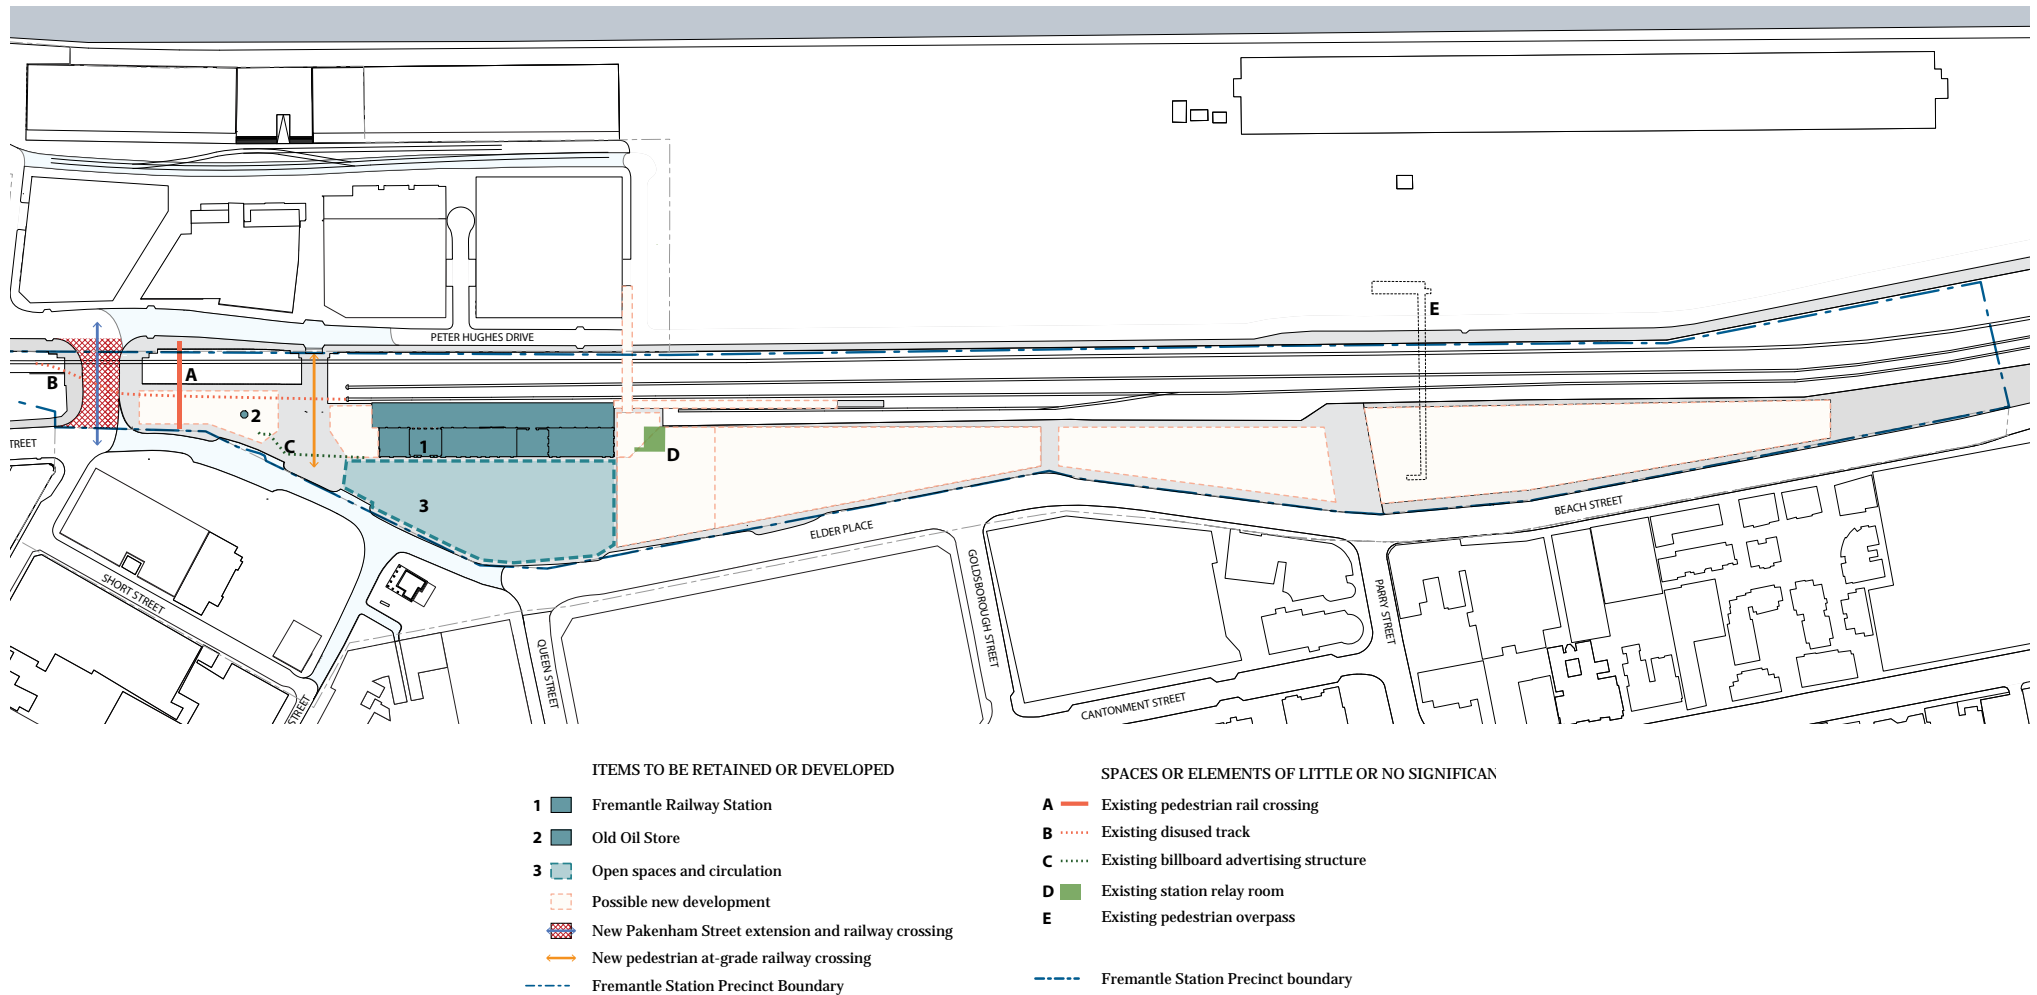 E
PETER HUGHES DRIVE
A
B
2
C
1
D
3
TREET
BEACH STREET
ELDER PLACE
GOLDSBOROUGH STREET
SHORT STREET
PARRY STREET
QUEEN STREET
CANTONMENT STREET
STREET
ITEMS TO BE RETAINED OR DEVELOPED
1 Fremantle Railway Station
2 Old Oil Store
3 Open spaces and circulation
Possible new development
New Pakenham Street extension and railway crossing
New pedestrian at-grade railway crossing
Fremantle Station Precinct Boundary
SPACES OR ELEMENTS OF LITTLE OR NO SIGNIFICAN
A Existing pedestrian rail crossing
B Existing disused track
C Existing billboard advertising structure
D Existing station relay room
E Existing pedestrian overpass
Fremantle Station Precinct boundary